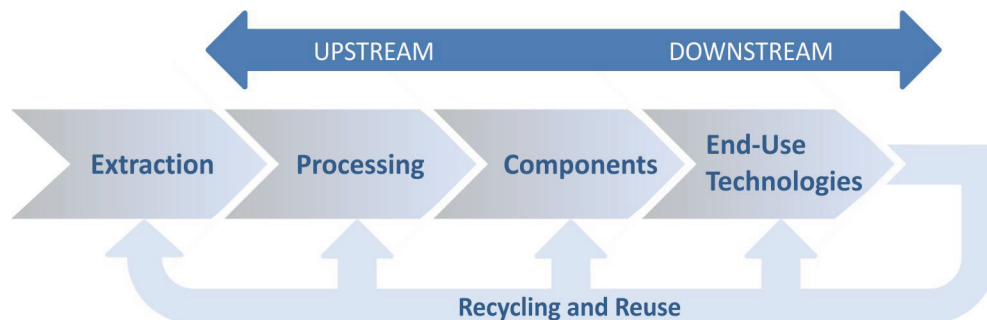 UPSTREAM DOWNSTREAM
Extraction
Processing
Components
End-Use
Technologies
Recycling and Reuse